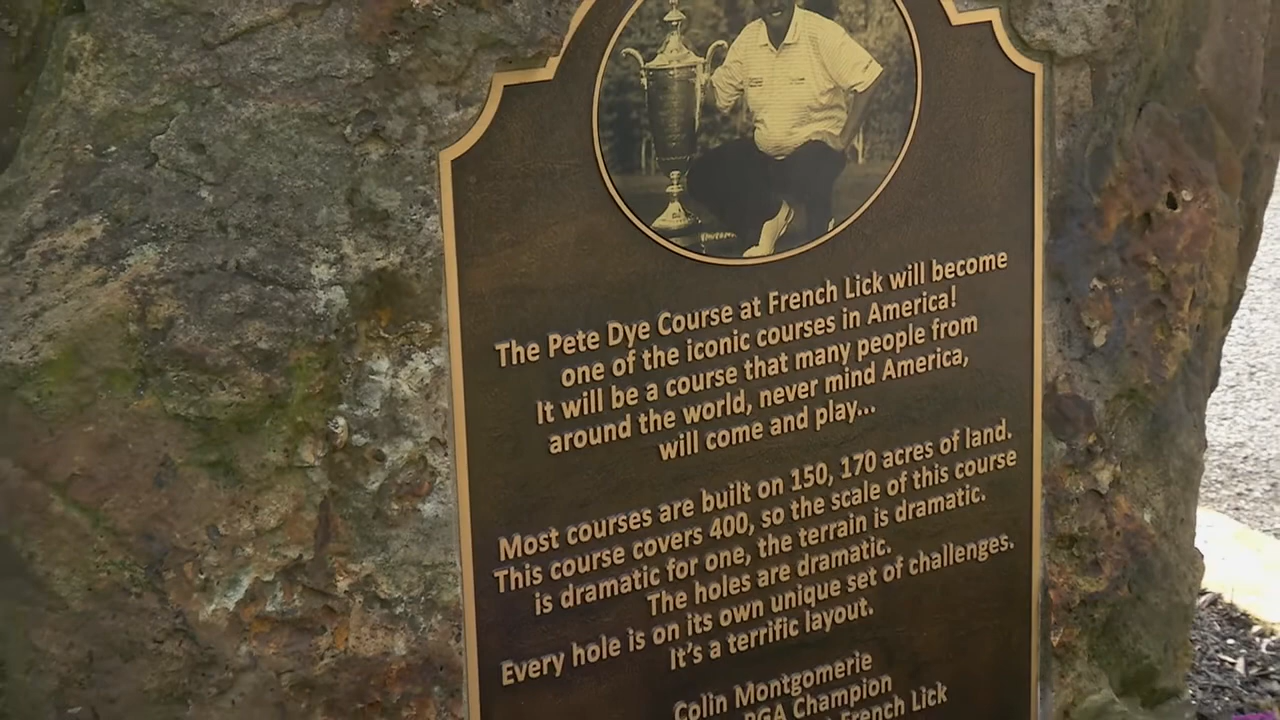 The Pete Dye Course at French Lick will become
one of the iconic courses in America!
It will be a course that many people from
around the world, never mind America,
will come and play...
Most courses are built on 150, 170 acres of land.
This course covers 400, so the scale of this course
is dramatic for one, the terrain is dramatic.
The holes are dramatic.
Every hole is on its own unique set of challenges.
It's a terrific layout.
Colin Montgomerie
PGA Champion
French Lick